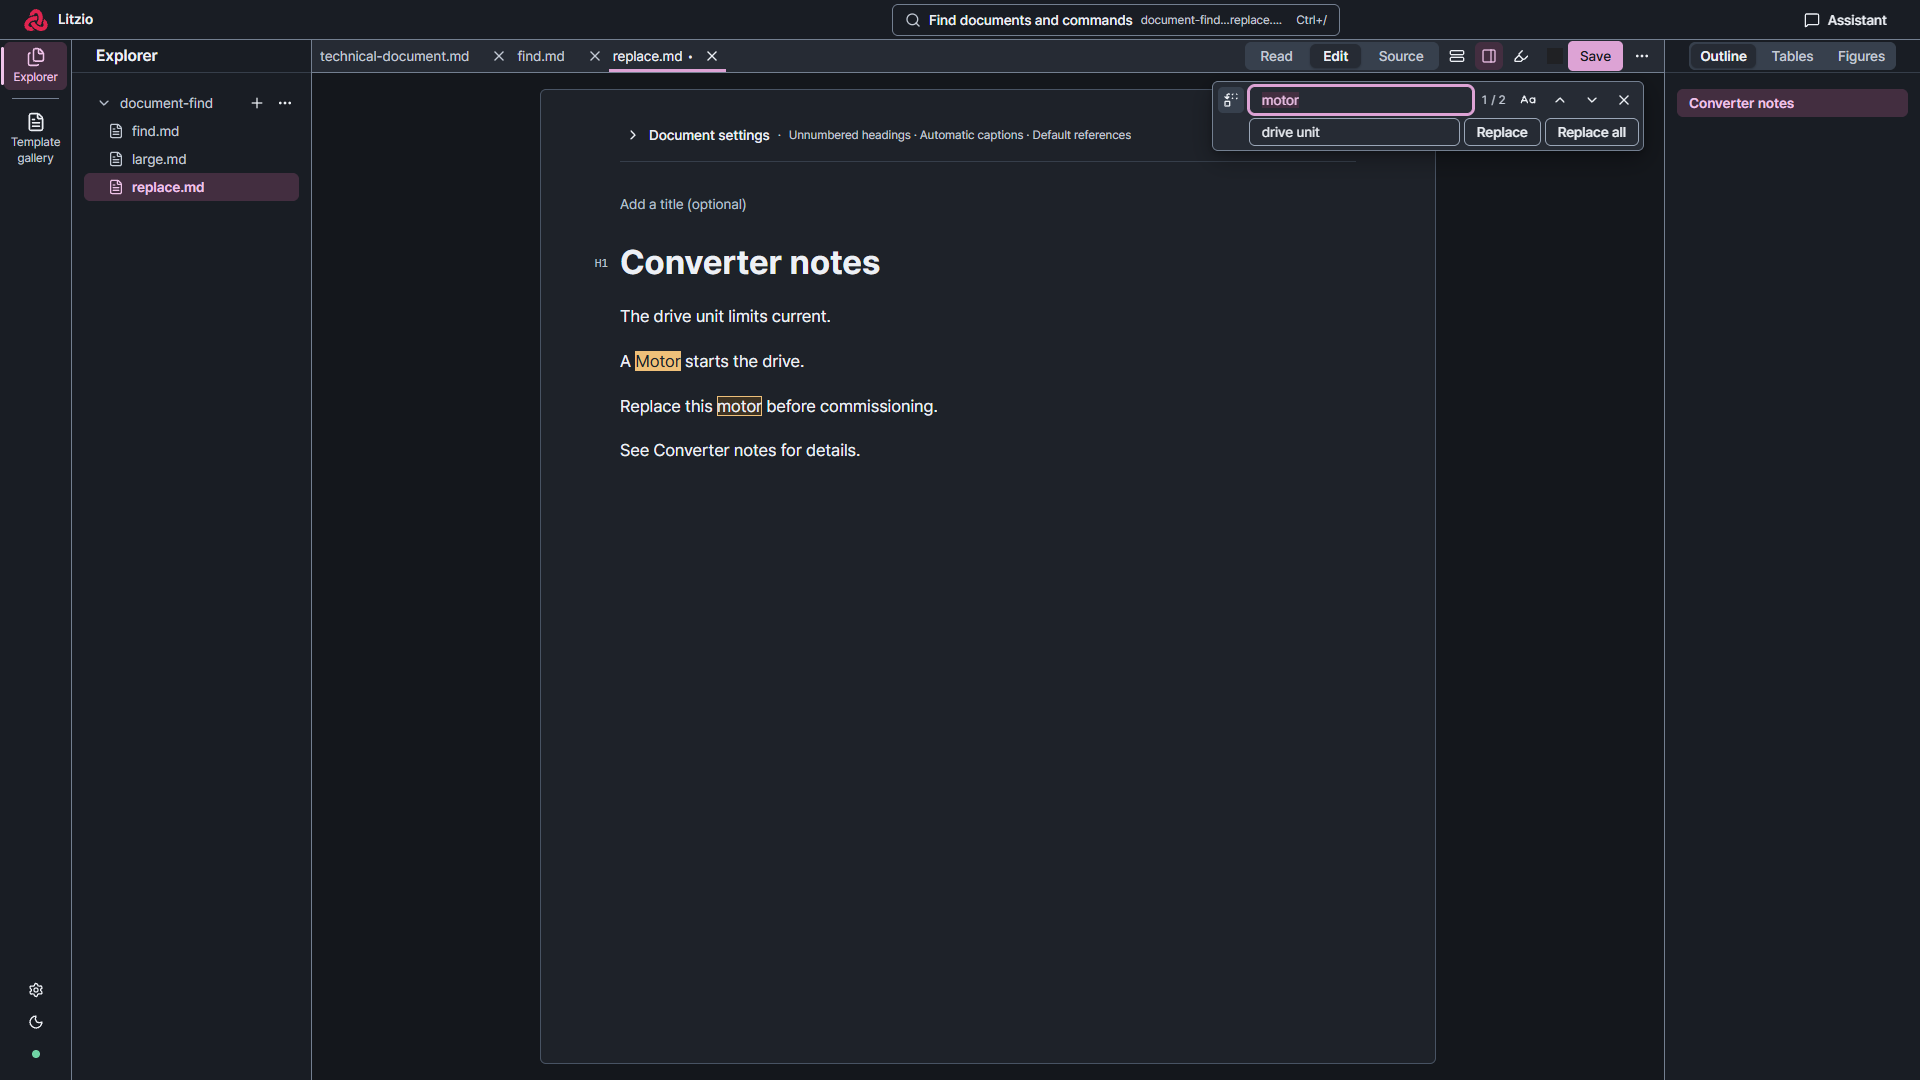 Litzio
Find documents and commands document-find...replace.... Ctrl+/
Assistant
Explorer
Template
gallery
Explorer
document-find
find.md
large.md
replace.md
technical-document.md
find.md
replace.md •
Read
Edit
Source
Save
motor
1 / 2
Aa
drive unit
Replace
Replace all
Document settings · Unnumbered headings · Automatic captions · Default references
Add a title (optional)
H1 Converter notes
The drive unit limits current.
A Motor starts the drive.
Replace this motor before commissioning.
See Converter notes for details.
Outline
Tables
Figures
Converter notes